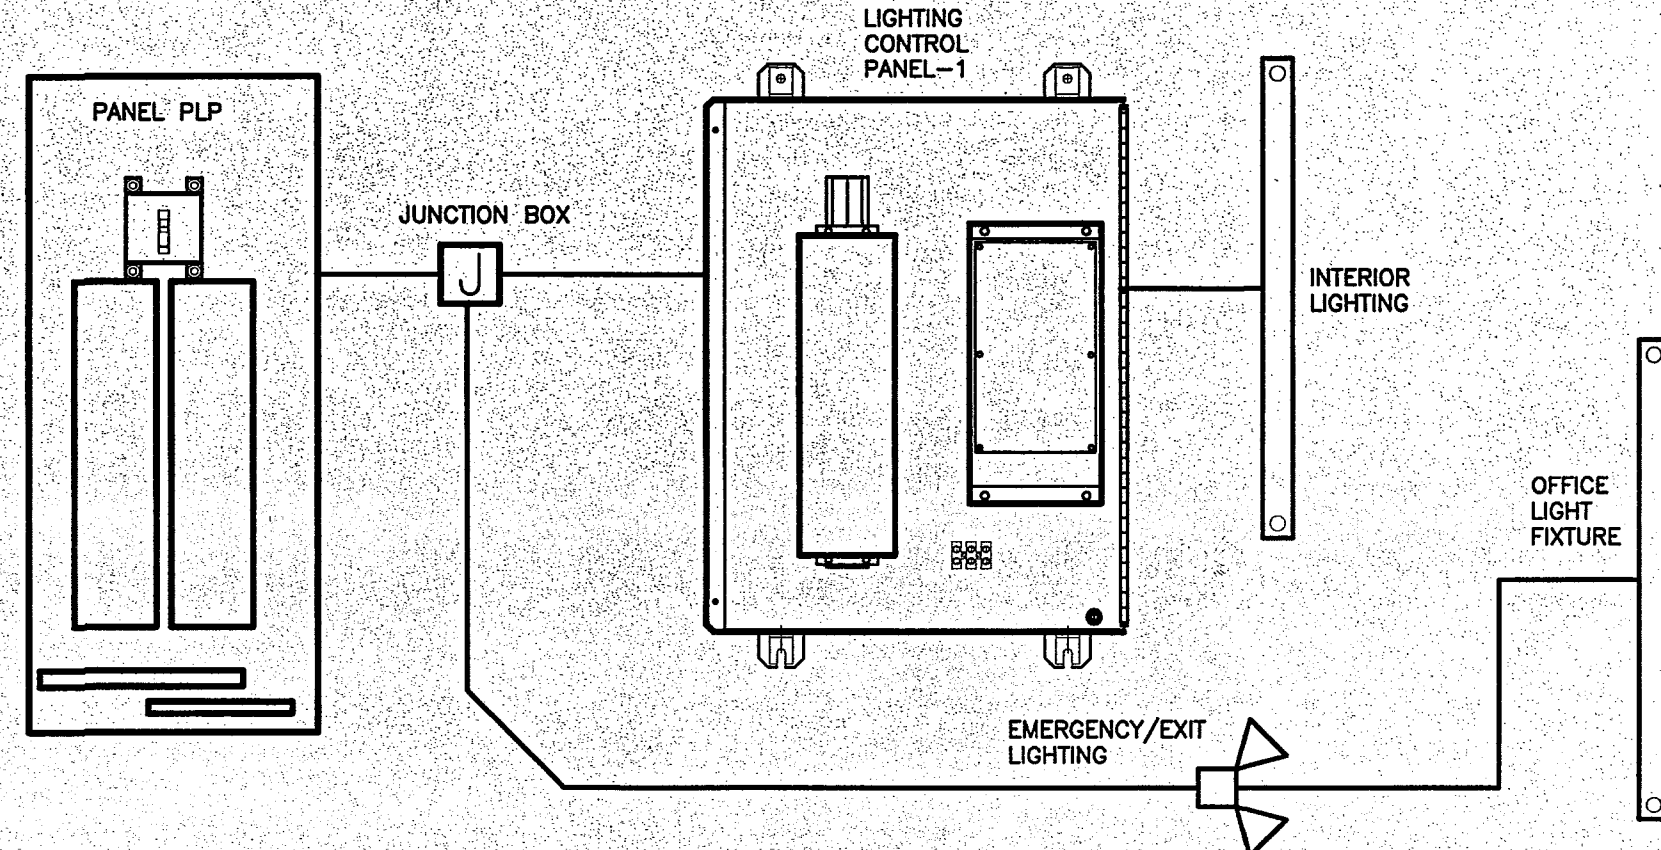 LIGHTING
CONTROL
PANEL-1
PANEL PLP
JUNCTION BOX
J
INTERIOR
LIGHTING
OFFICE
LIGHT
FIXTURE
EMERGENCY/EXIT
LIGHTING